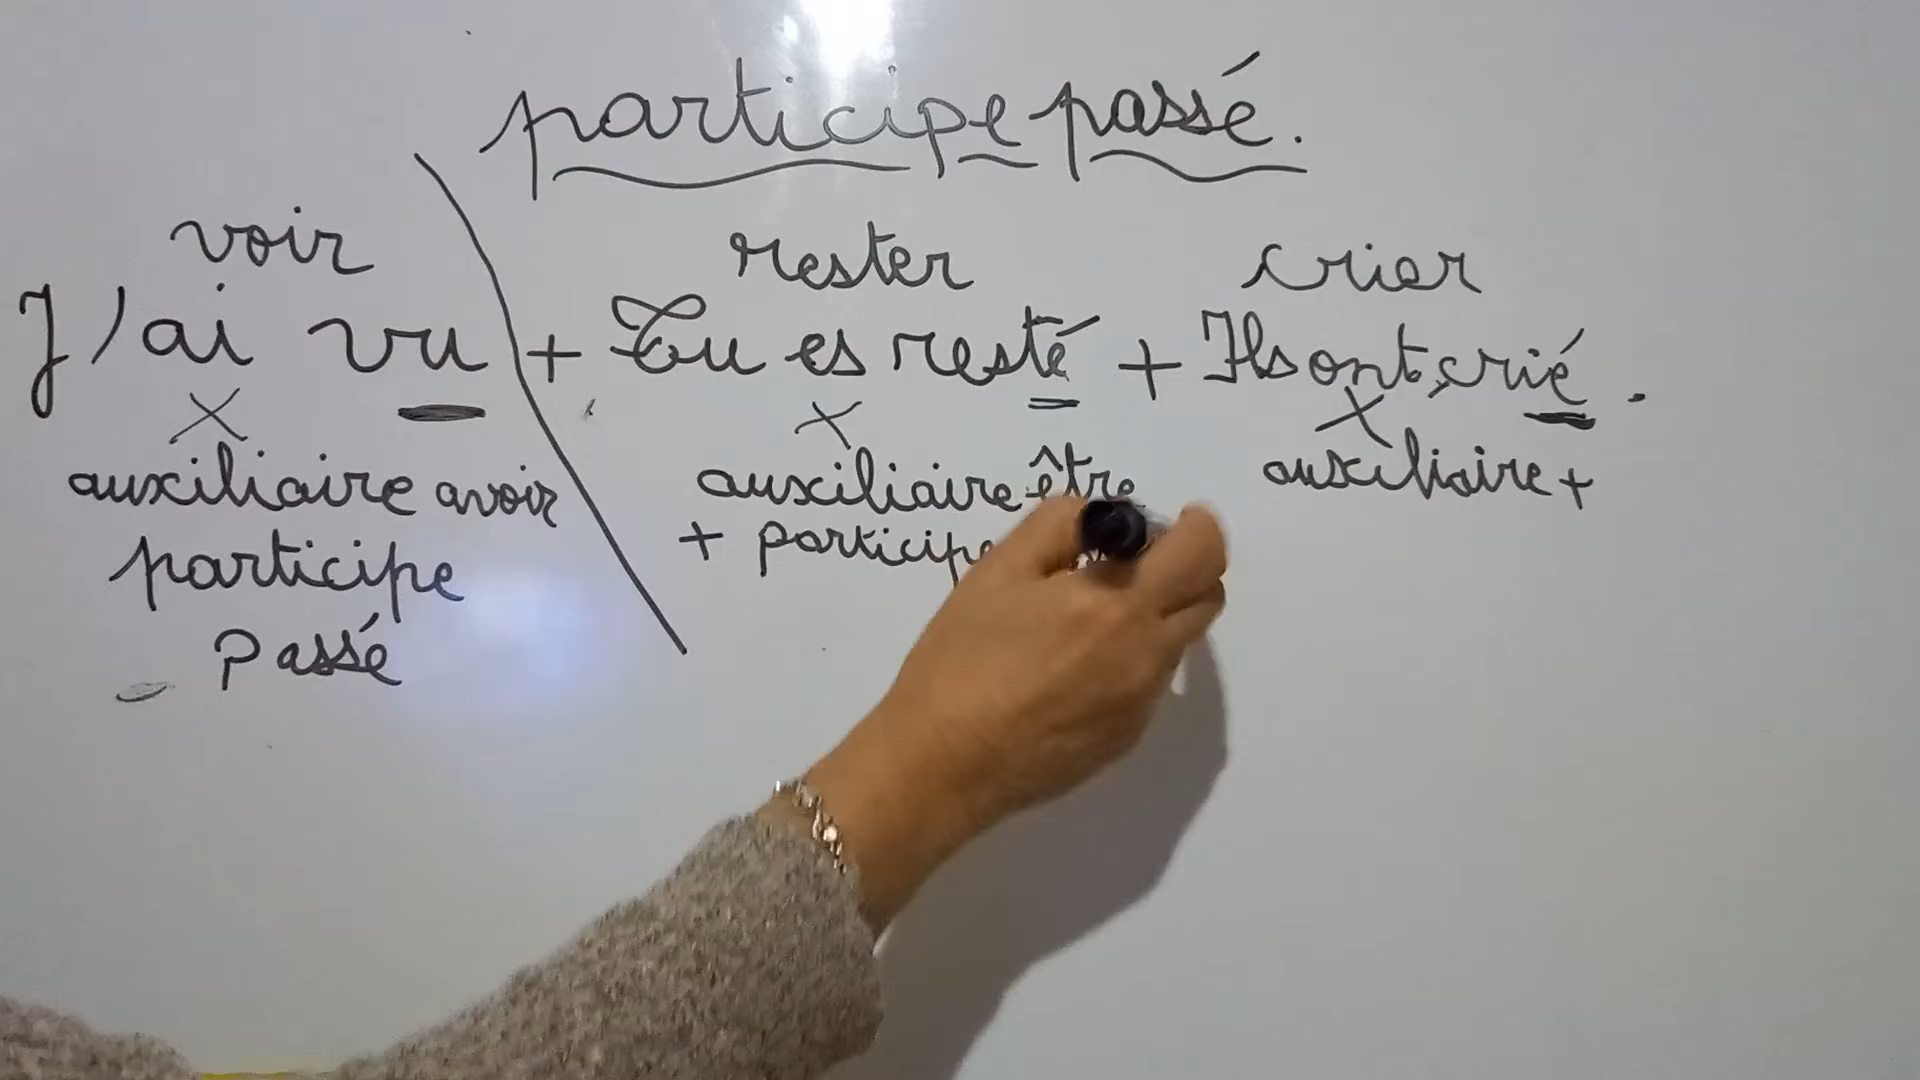 participe passé.
voir
rester
crier
J'ai vu + Tu es resté + Ils ont crié.
auxiliaire avoir
participe
passé
auxiliaire être
+ participe
auxiliaire +